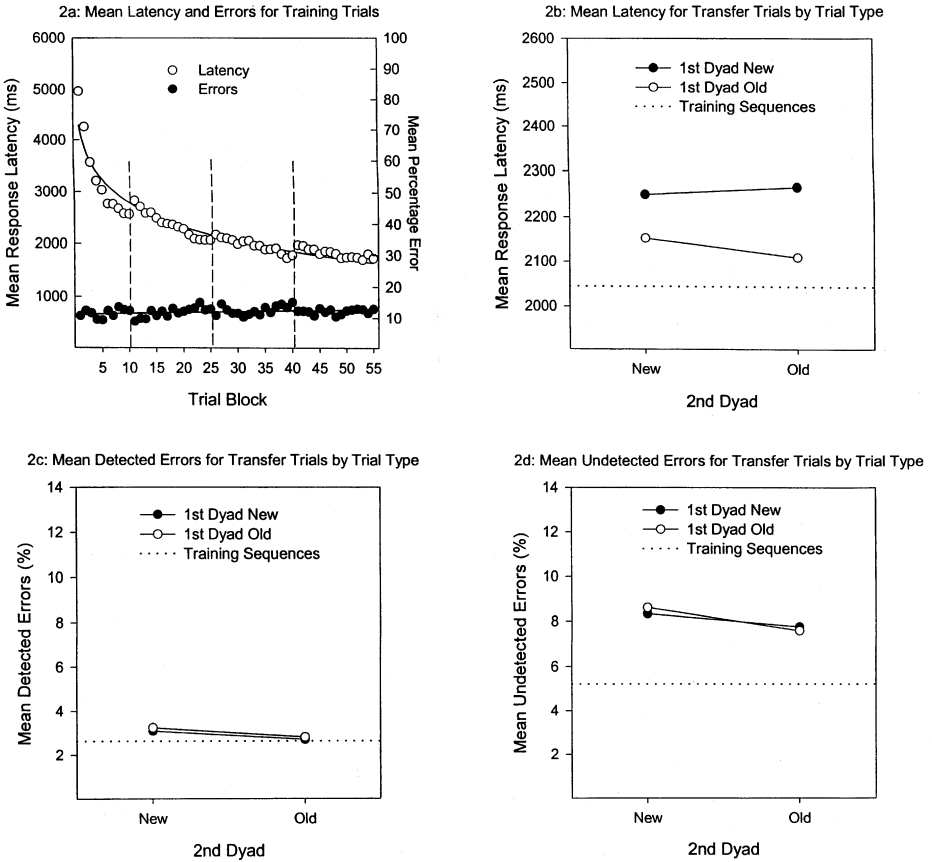 2a: Mean Latency and Errors for Training Trials
6000
5000
4000
3000
2000
1000
Mean Response Latency (ms)
100
90
80
70
60
50
40
30
20
10
Mean Percentage Error
Latency
Errors
5 10 15 20 25 30 35 40 45 50 55
Trial Block
2b: Mean Latency for Transfer Trials by Trial Type
2600
2500
2400
2300
2200
2100
2000
Mean Response Latency (ms)
1st Dyad New
1st Dyad Old
Training Sequences
New Old
2nd Dyad
2c: Mean Detected Errors for Transfer Trials by Trial Type
14
12
10
8
6
4
2
Mean Detected Errors (%)
1st Dyad New
1st Dyad Old
Training Sequences
New Old
2nd Dyad
2d: Mean Undetected Errors for Transfer Trials by Trial Type
14
12
10
8
6
4
2
Mean Undetected Errors (%)
1st Dyad New
1st Dyad Old
Training Sequences
New Old
2nd Dyad